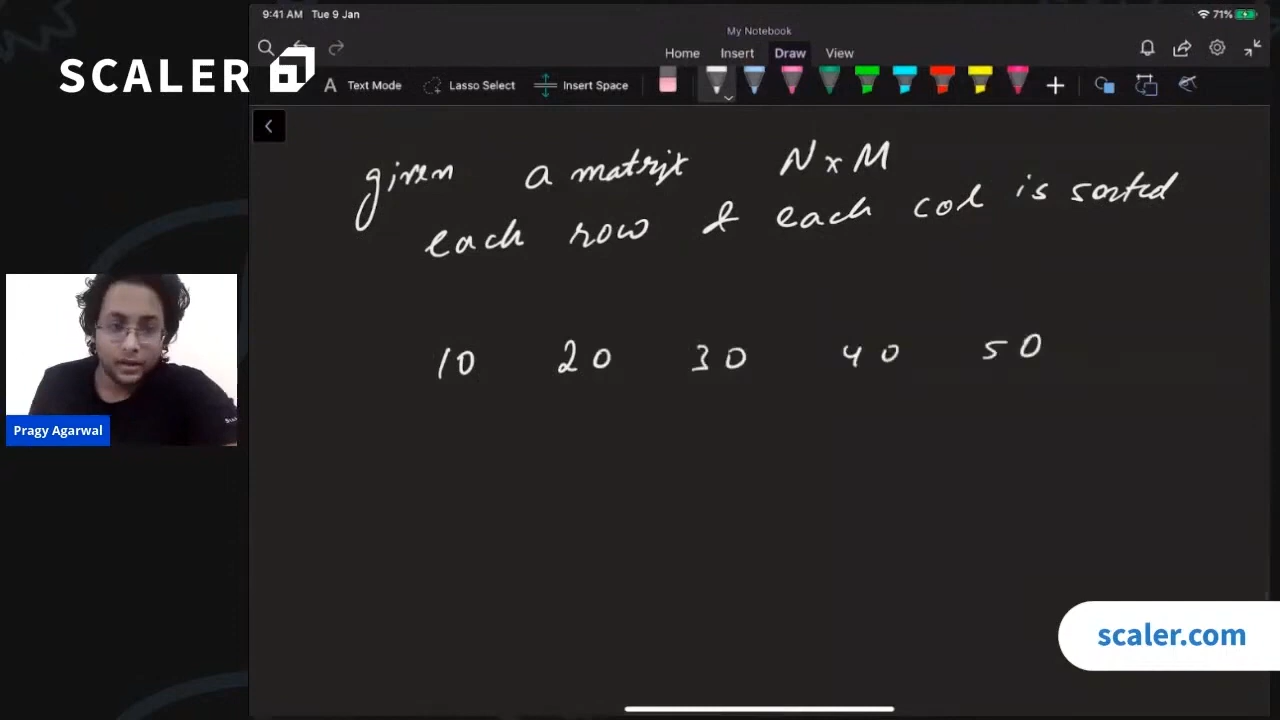 9:41 AM Tue 9 Jan
71%
My Notebook
Home Insert Draw View
SCALER
A Text Mode Lasso Select Insert Space
given a matrix N x M
each row & each col is sorted
10 20 30 40 50
Pragy Agarwal
scaler.com